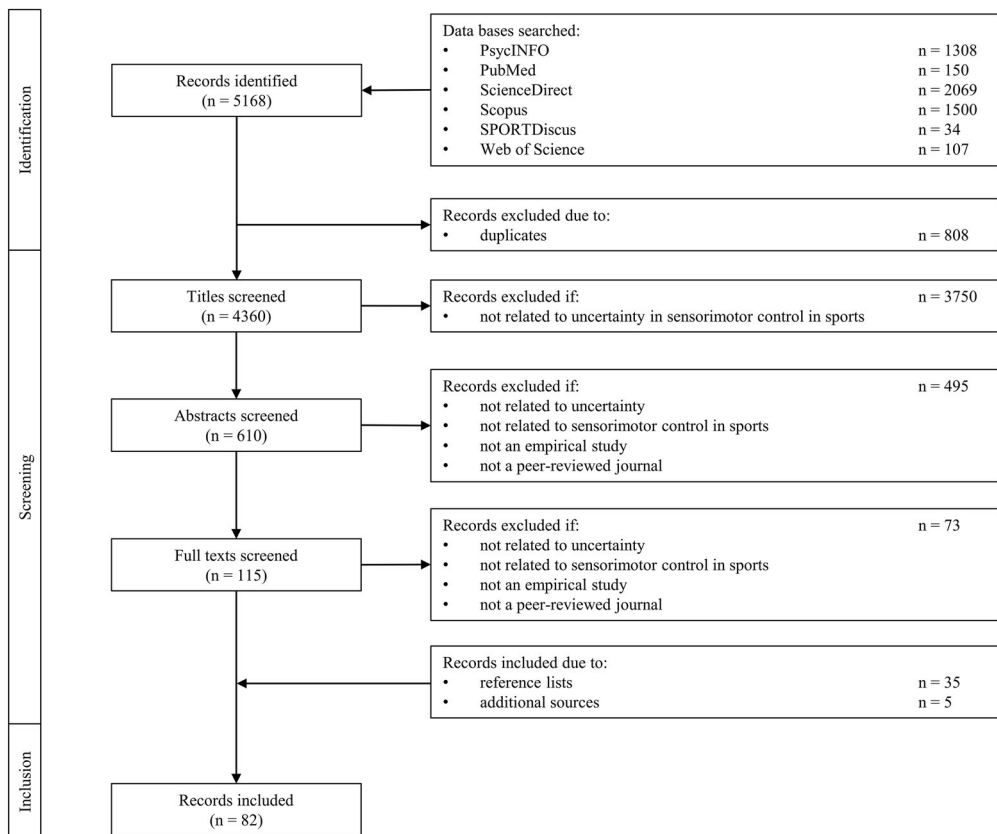 Identification
Data bases searched:
• PsycINFO n = 1308
• PubMed n = 150
• ScienceDirect n = 2069
• Scopus n = 1500
• SPORTDiscus n = 34
• Web of Science n = 107
Records identified
(n = 5168)
Records excluded due to:
• duplicates n = 808
Screening
Titles screened
(n = 4360)
Records excluded if: n = 3750
• not related to uncertainty in sensorimotor control in sports
Abstracts screened
(n = 610)
Records excluded if: n = 495
• not related to uncertainty
• not related to sensorimotor control in sports
• not an empirical study
• not a peer-reviewed journal
Full texts screened
(n = 115)
Records excluded if: n = 73
• not related to uncertainty
• not related to sensorimotor control in sports
• not an empirical study
• not a peer-reviewed journal
Records included due to:
• reference lists n = 35
• additional sources n = 5
Inclusion
Records included
(n = 82)